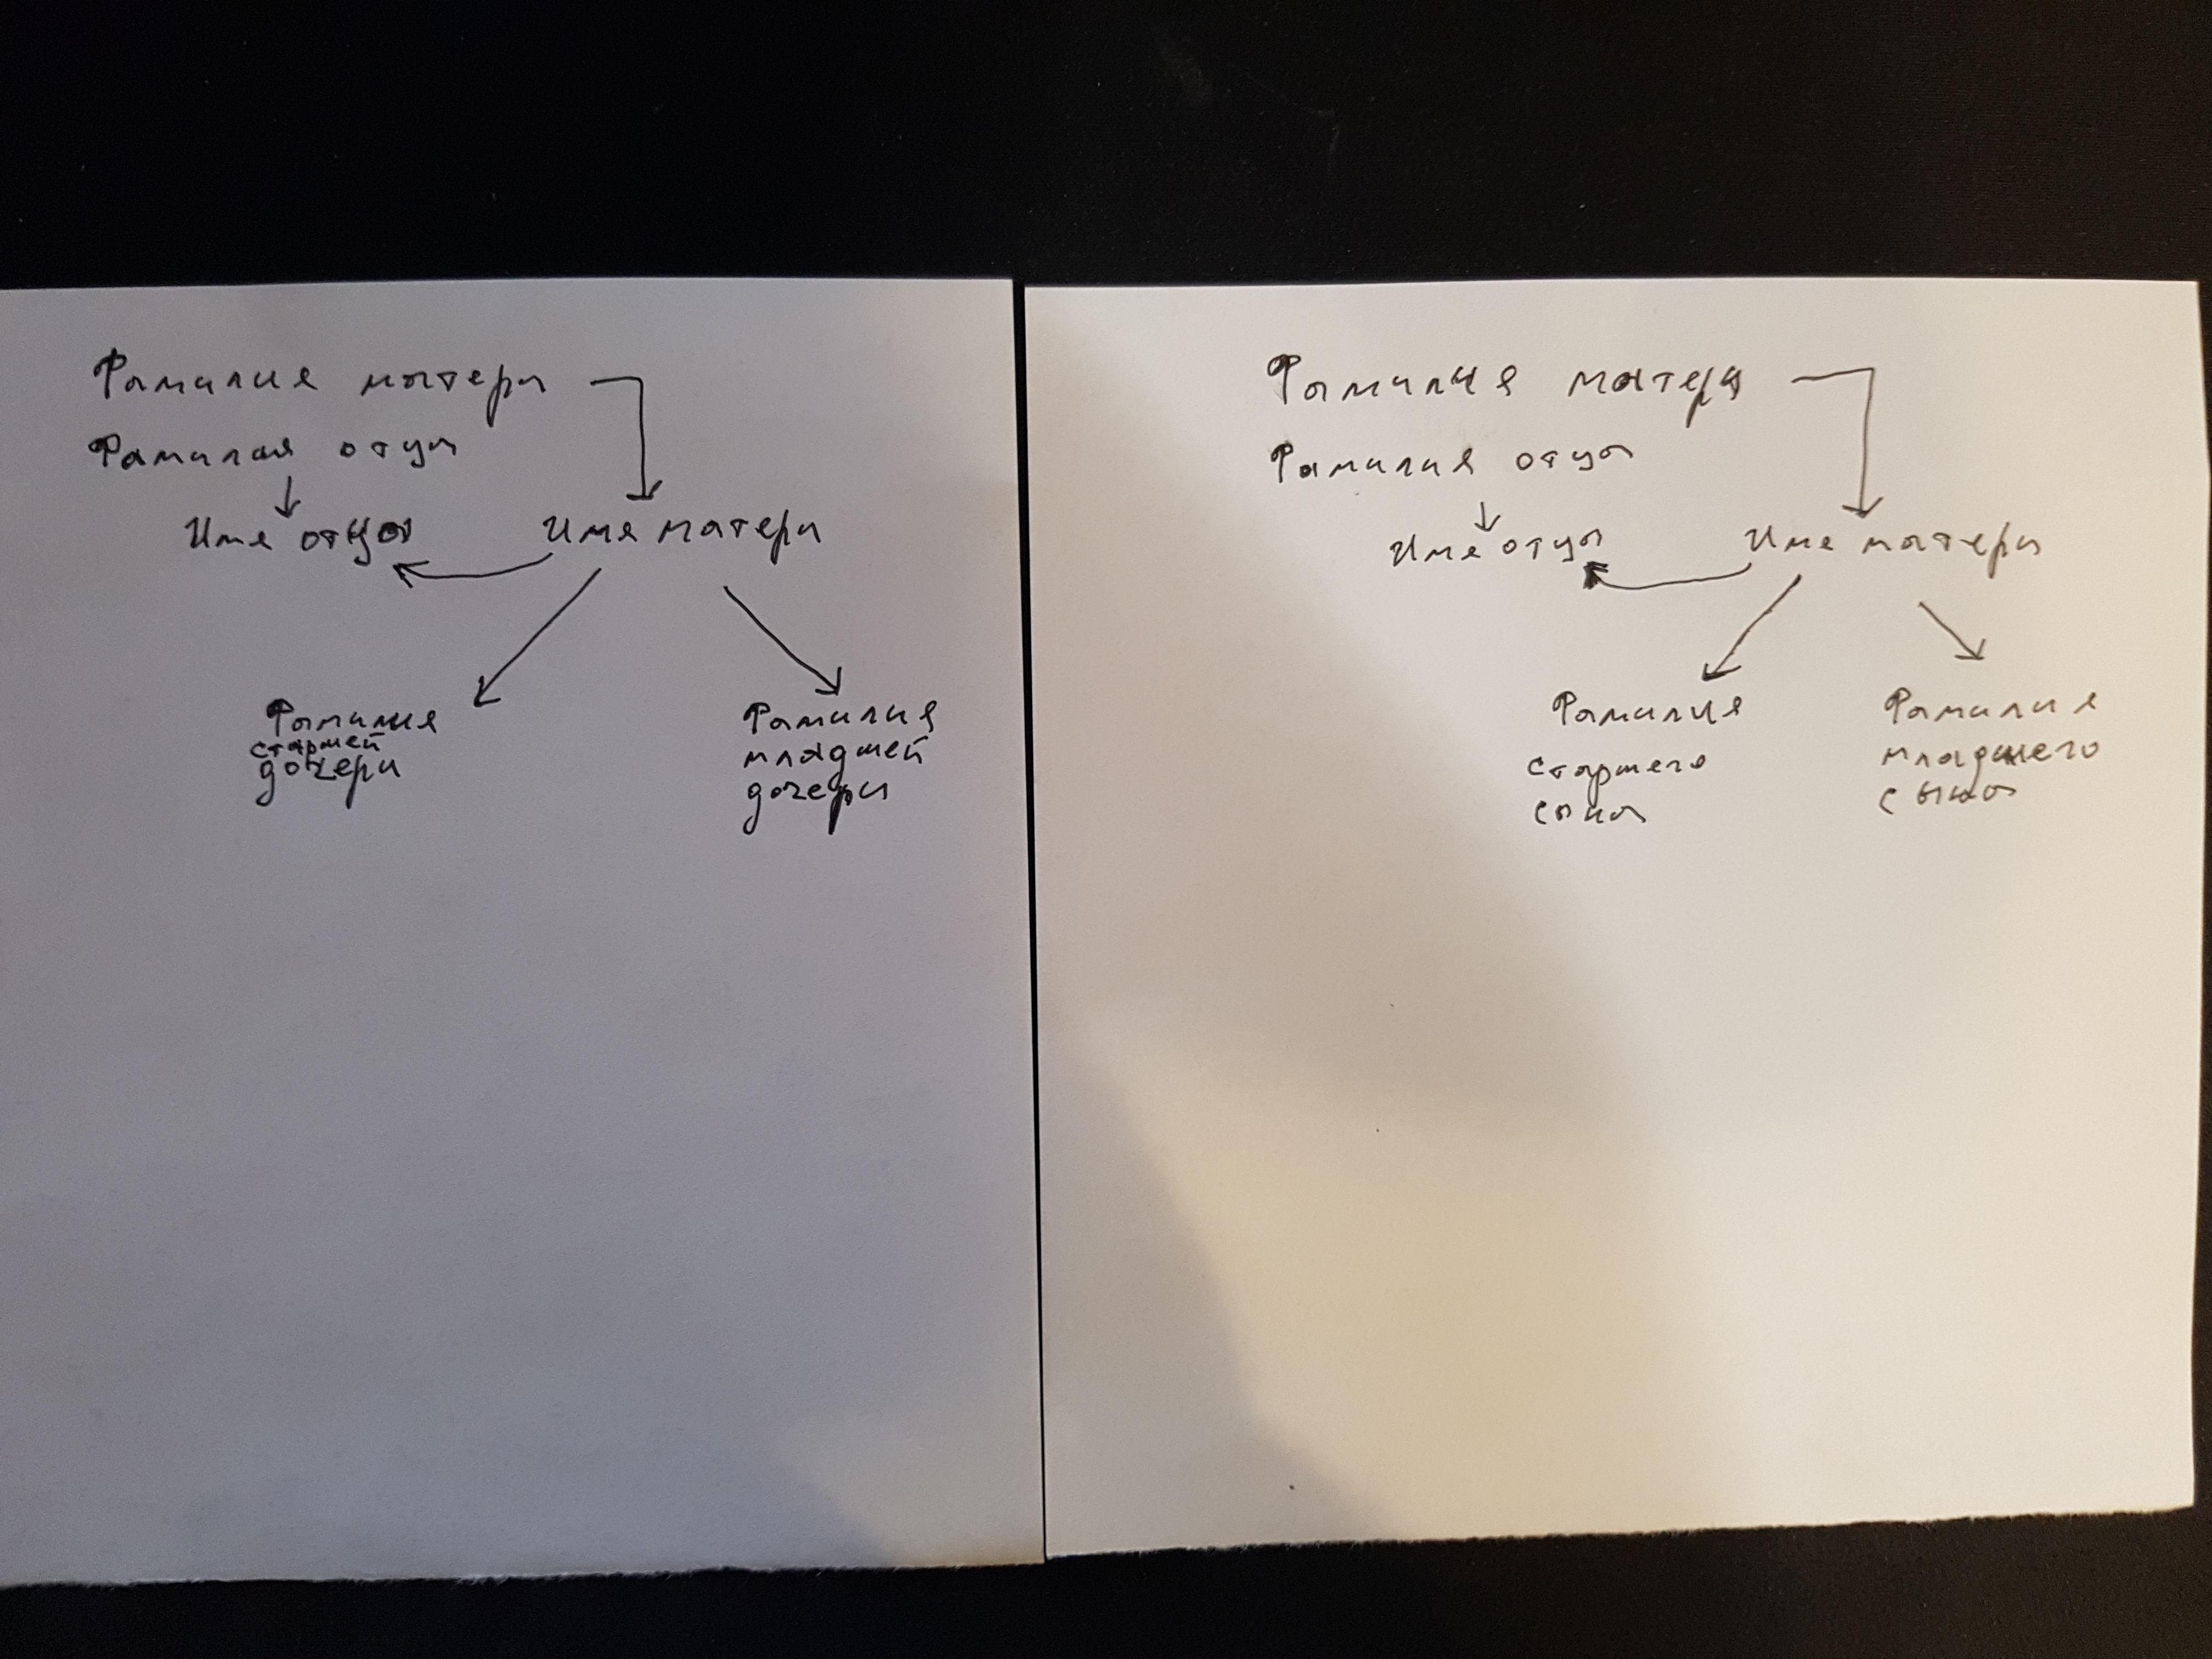 Фамилия матери
Фамилия отца
Имя отца
Имя матери
Фамилия
старшей
дочери
Фамилия
младшей
дочери
Фамилия матери
Фамилия отца
Имя отца
Имя матери
Фамилия
старшего
сына
Фамилия
младшего
сына